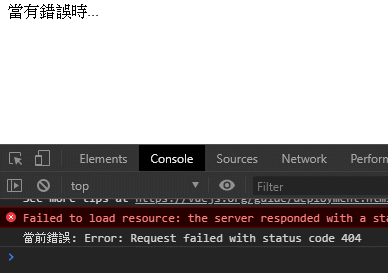 當有錯誤時...
Elements Console Sources Network Perform
top Filter
See more tips at https://vuejs.org/guide/deployment.html
Failed to load resource: the server responded with a sta
當前錯誤: Error: Request failed with status code 404